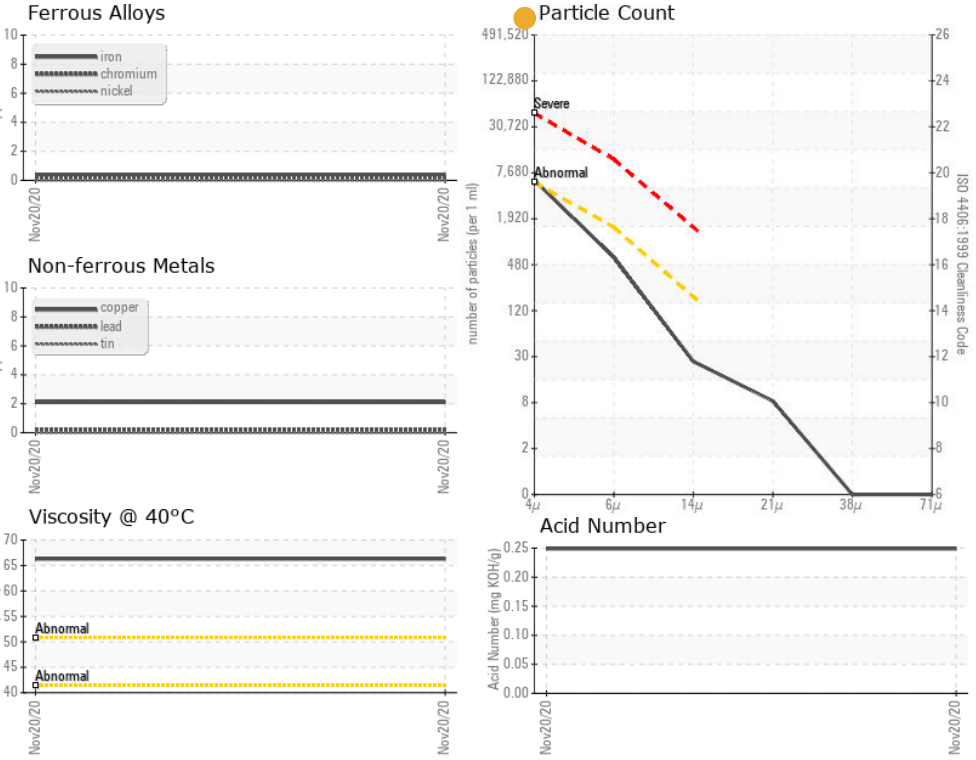 Ferrous Alloys
10
8
6
4
2
0
iron
chromium
nickel
Nov20/20
Nov20/20
Non-ferrous Metals
10
8
6
4
2
0
copper
lead
tin
Nov20/20
Nov20/20
Viscosity @ 40°C
70
65
60
55
50
45
40
Abnormal
Abnormal
Nov20/20
Nov20/20
Particle Count
491,520
122,880
30,720
7,680
1,920
480
120
30
8
2
0
number of particles (per 1 ml)
Severe
Abnormal
26
24
22
20
18
16
14
12
10
8
6
ISO 4406:1999 Cleanliness Code
4µ
6µ
14µ
21µ
38µ
71µ
Acid Number
0.25
0.20
0.15
0.10
0.05
0.00
Acid Number (mg KOH/g)
Nov20/20
Nov20/20